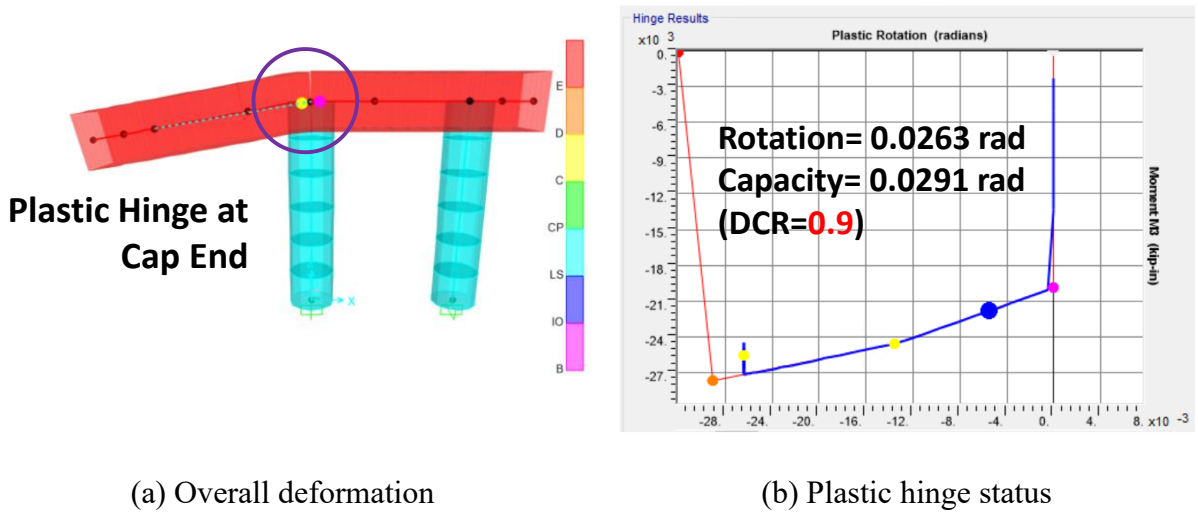 Plastic Hinge at
Cap End
X
E
D
C
CP
LS
IO
B
Hinge Results
x10 3
Plastic Rotation (radians)
0.
-3.
-6.
-9.
-12.
-15.
-18.
-21.
-24.
-27.
Rotation= 0.0263 rad
Capacity= 0.0291 rad
(DCR=0.9)
Moment M3 (kip-in)
-28. -24. -20. -16. -12. -8. -4. 0. 4. 8. x10 -3
(a) Overall deformation
(b) Plastic hinge status